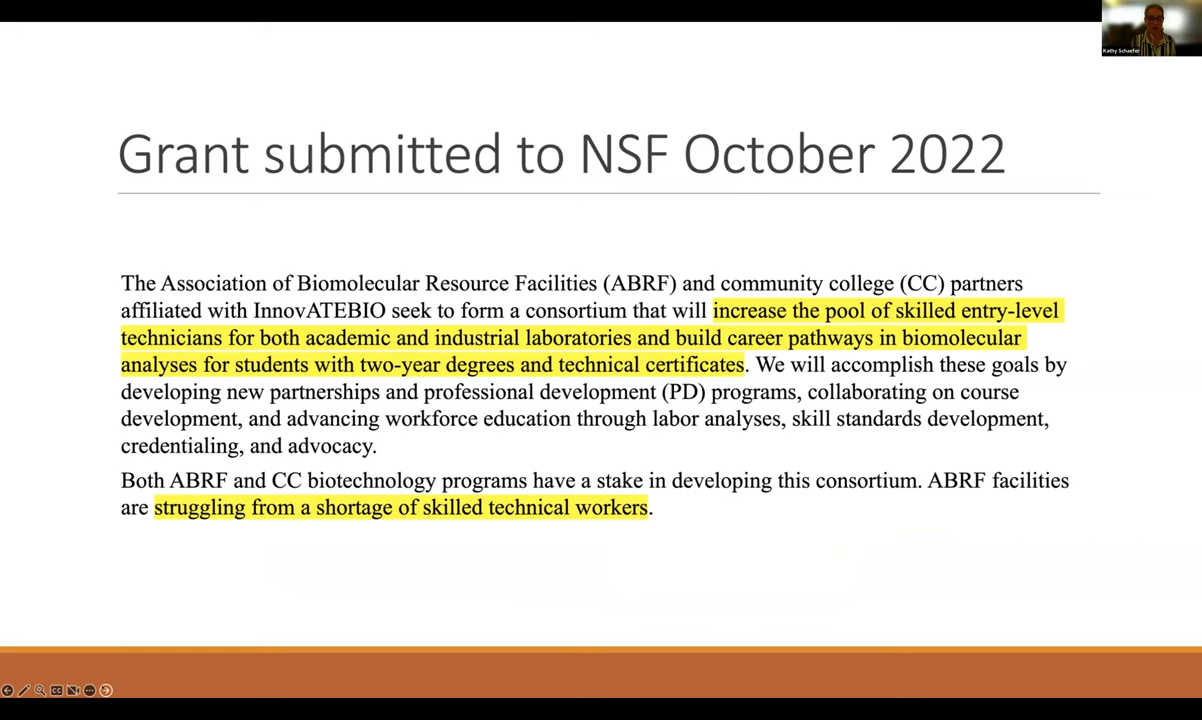 Kathy Schaefer
Grant submitted to NSF October 2022
The Association of Biomolecular Resource Facilities (ABRF) and community college (CC) partners
affiliated with InnovATEBIO seek to form a consortium that will increase the pool of skilled entry-level
technicians for both academic and industrial laboratories and build career pathways in biomolecular
analyses for students with two-year degrees and technical certificates. We will accomplish these goals by
developing new partnerships and professional development (PD) programs, collaborating on course
development, and advancing workforce education through labor analyses, skill standards development,
credentialing, and advocacy.
Both ABRF and CC biotechnology programs have a stake in developing this consortium. ABRF facilities
are struggling from a shortage of skilled technical workers.
CC